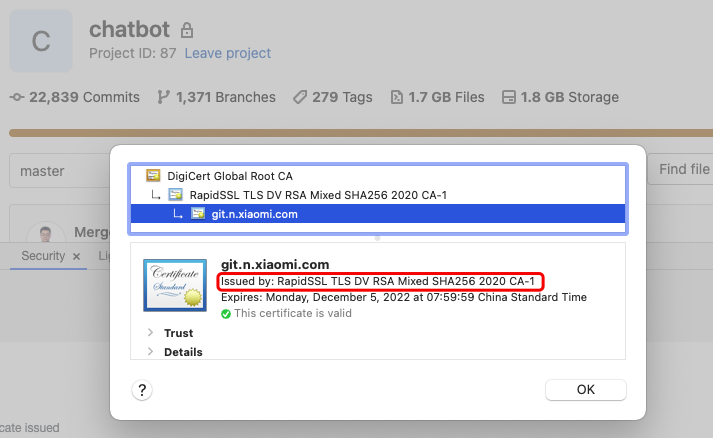 C
chatbot
Project ID: 87 Leave project
22,839 Commits 1,371 Branches 279 Tags 1.7 GB Files 1.8 GB Storage
master
Find file
DigiCert Global Root CA
RapidSSL TLS DV RSA Mixed SHA256 2020 CA-1
git.n.xiaomi.com
Merge
Security × Li
git.n.xiaomi.com
Issued by: RapidSSL TLS DV RSA Mixed SHA256 2020 CA-1
Expires: Monday, December 5, 2022 at 07:59:59 China Standard Time
This certificate is valid
Trust
Details
Certificate
Standard
? OK
cate issued